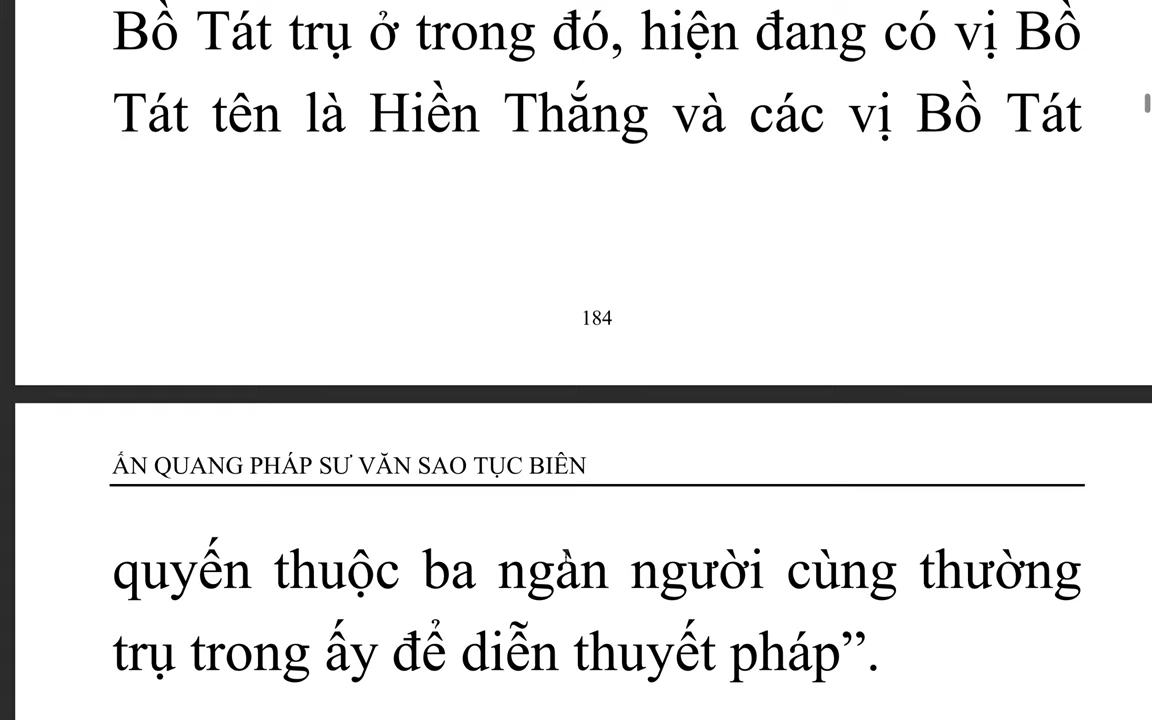 Bồ Tát trụ ở trong đó, hiện đang có vị Bồ
Tát tên là Hiền Thắng và các vị Bồ Tát
184
ẤN QUANG PHÁP SƯ VĂN SAO TỤC BIÊN
quyến thuộc ba ngàn người cùng thường
trụ trong ấy để diễn thuyết pháp”.